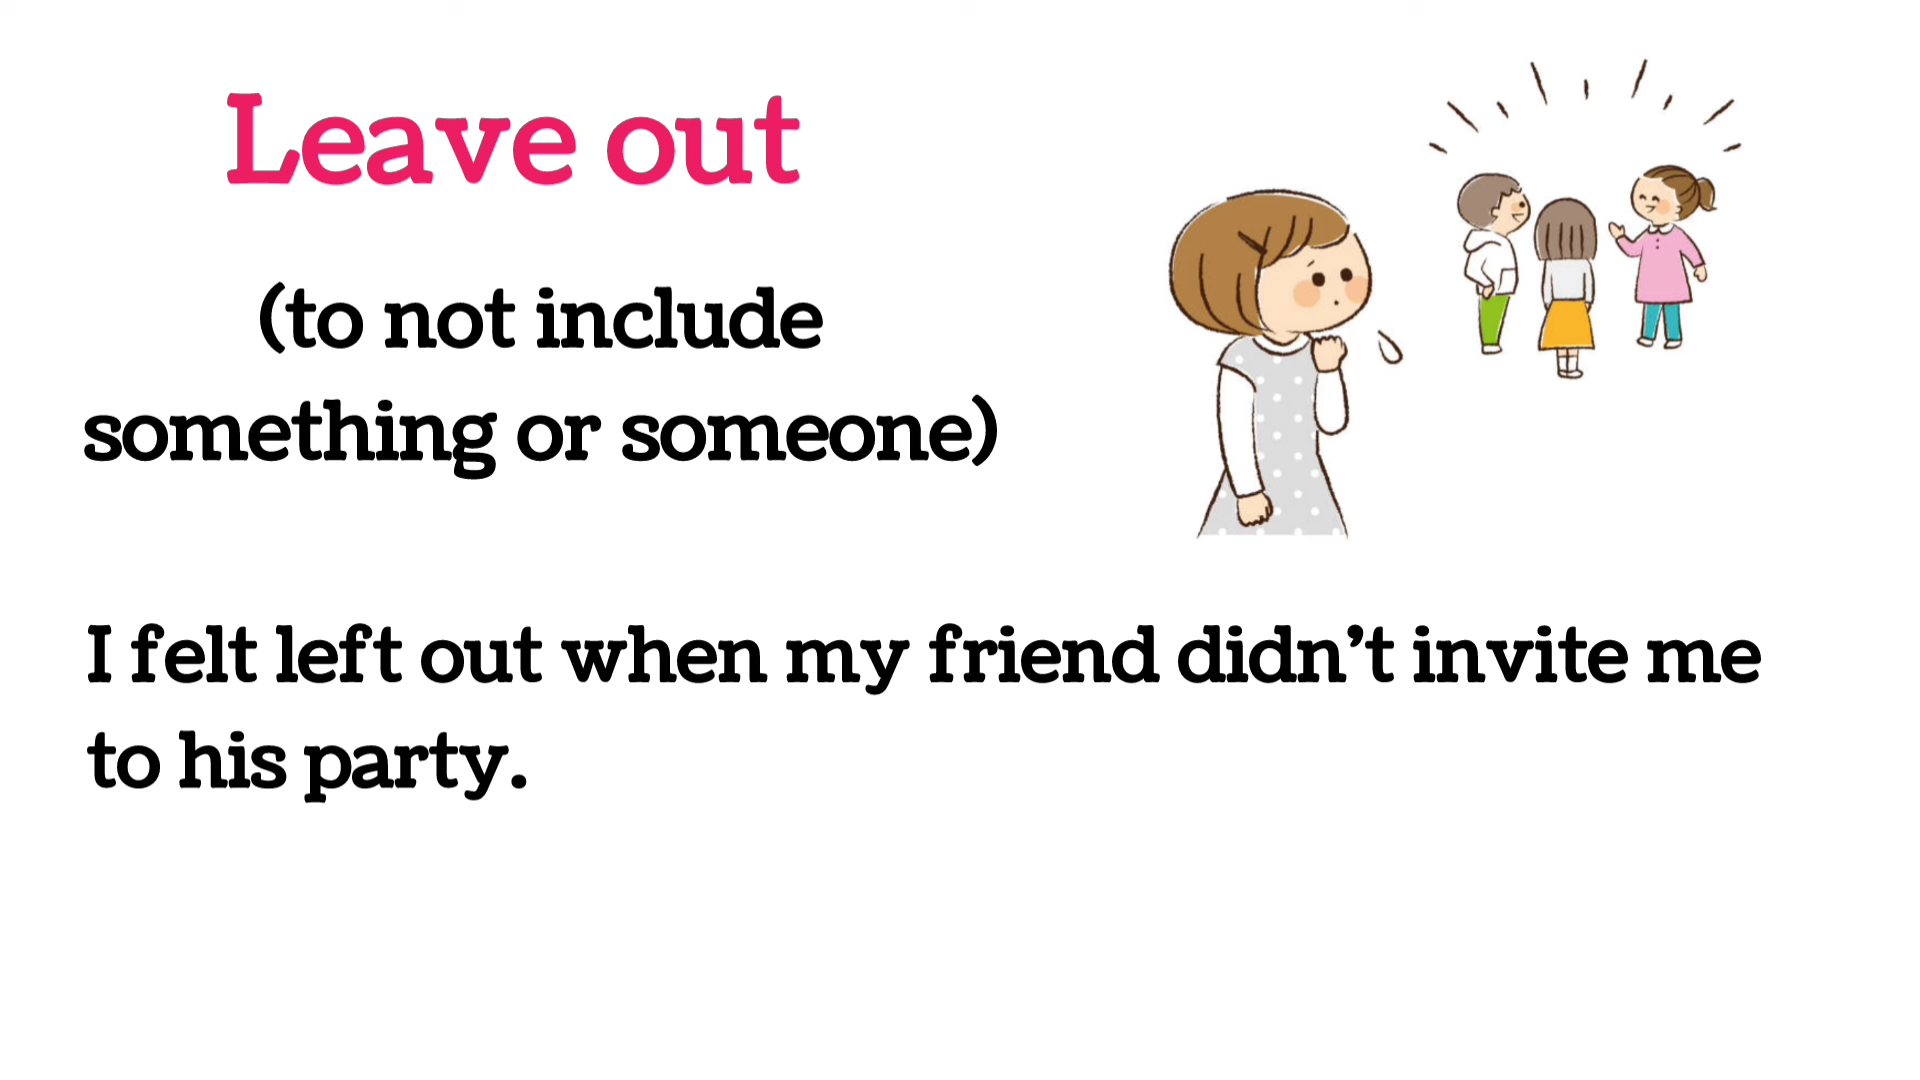 Leave out
(to not include
something or someone)
I felt left out when my friend didn’t invite me
to his party.